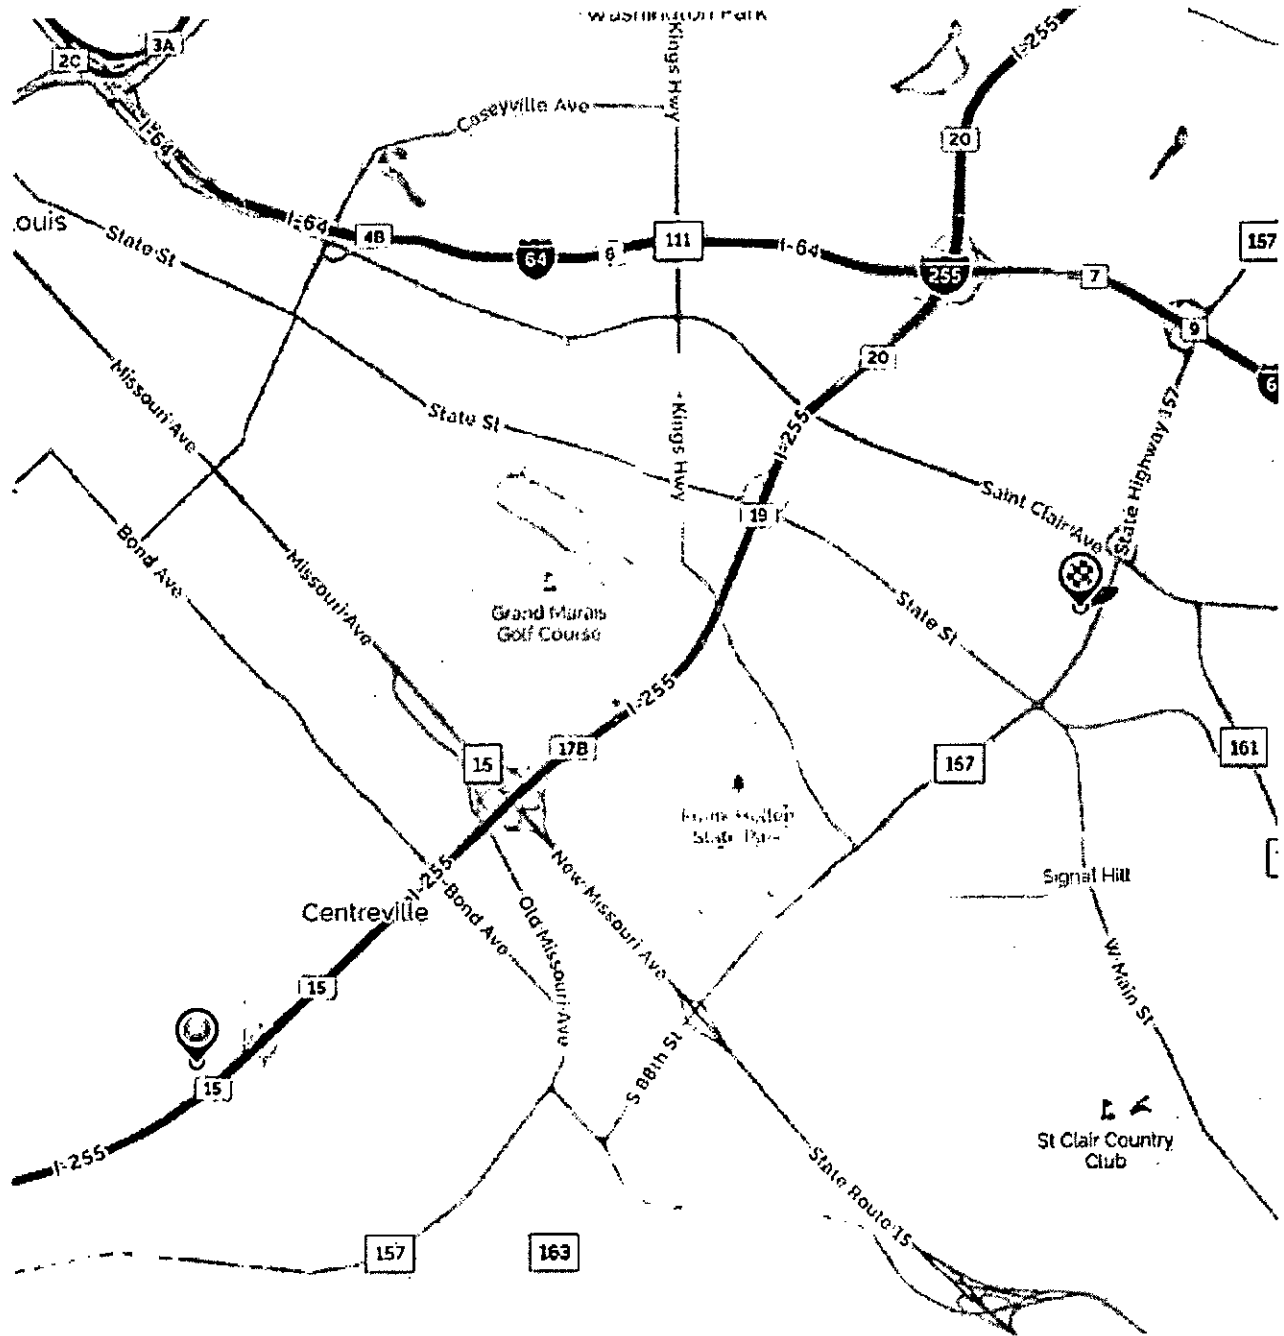 Washington Park
I-255
3A
2C
Kings Hwy
Caseyville Ave
I-64
20
ouis
State St
I-64
4B
64
6
111
I-64
255
7
157
9
20
6
Missouri Ave
State St
Kings Hwy
I-255
State Highway 157
Saint Clair Ave
19
Bond Ave
Missouri Ave
Grand Marais
Golf Course
State St
I-255
17B
15
157
161
State Park
New Missouri Ave
Signal Hill
I-255
Bond Ave
Old Missouri Ave
Centreville
W Main St
15
S 88th St
15
St Clair Country
Club
I-255
State Route 15
157
163